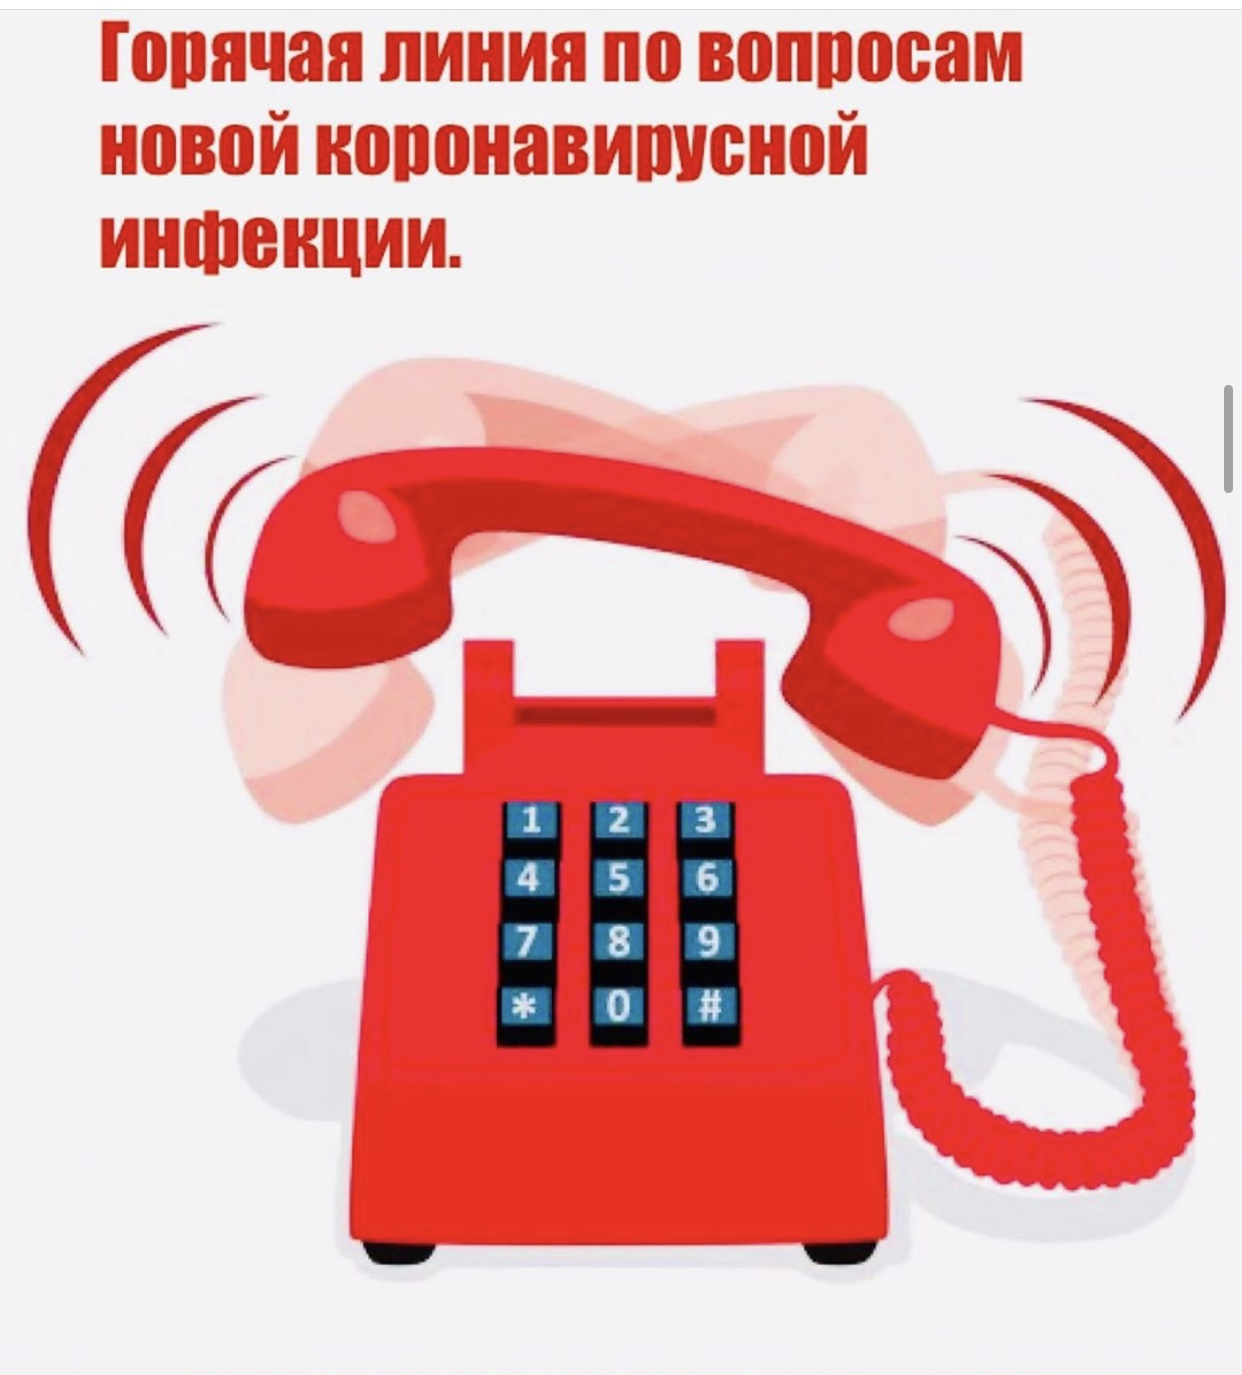 Горячая линия по вопросам
новой коронавирусной
инфекции.
1 2 3
4 5 6
7 8 9
* 0 #